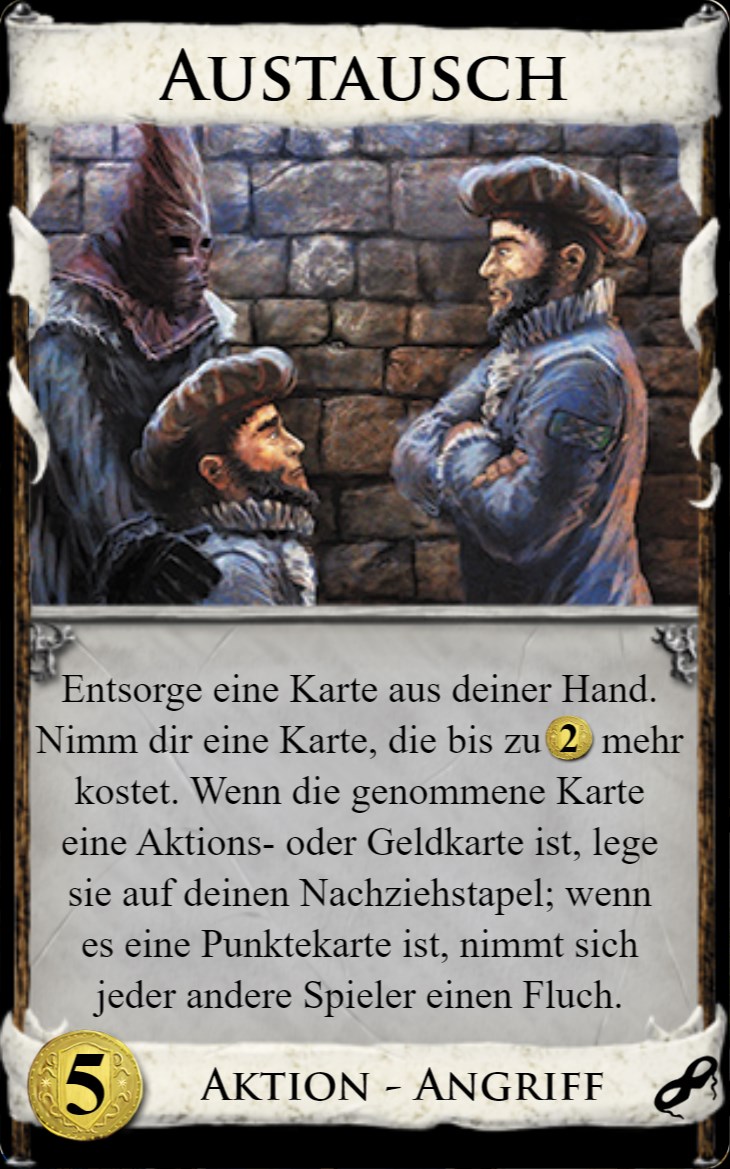 Austausch
Entsorge eine Karte aus deiner Hand.
Nimm dir eine Karte, die bis zu 2 mehr
kostet. Wenn die genommene Karte
eine Aktions- oder Geldkarte ist, lege
sie auf deinen Nachziehstapel; wenn
es eine Punktekarte ist, nimmt sich
jeder andere Spieler einen Fluch.
5 Aktion - Angriff